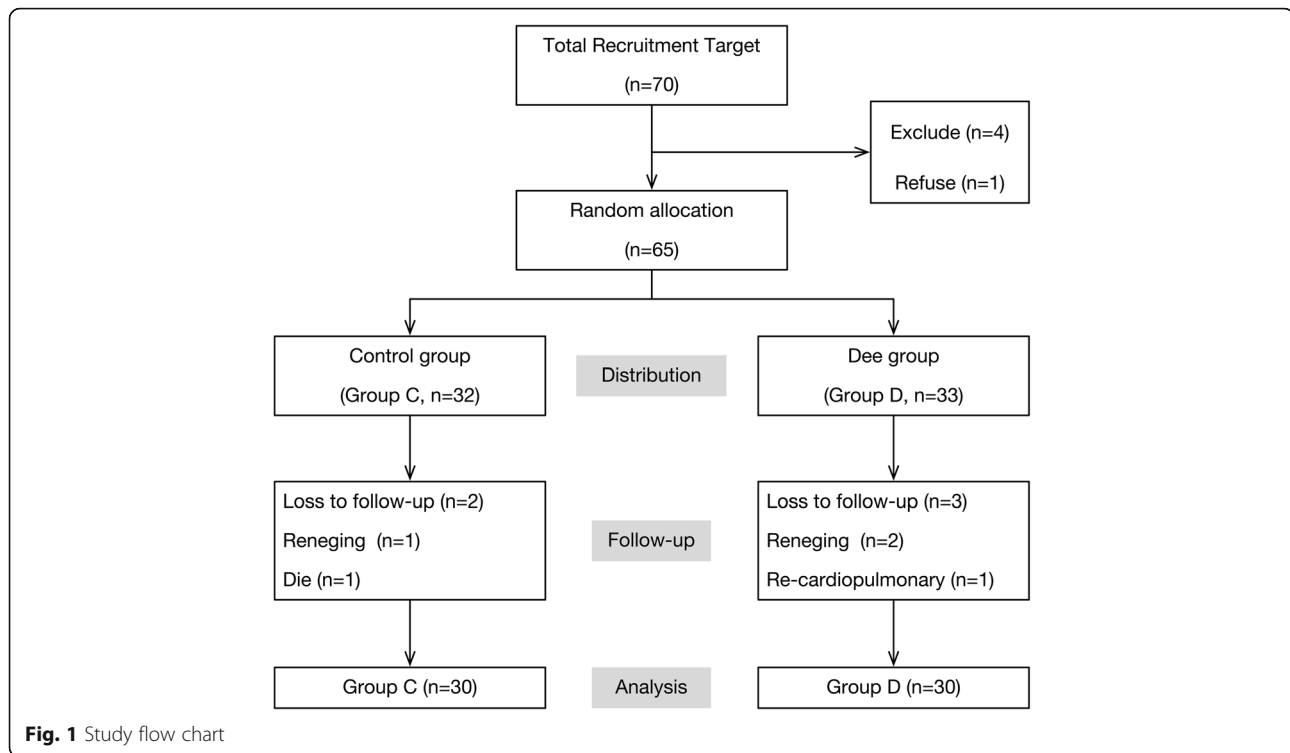 Total Recruitment Target
(n=70)
Exclude (n=4)
Refuse (n=1)
Random allocation
(n=65)
Control group
(Group C, n=32)
Distribution
Dee group
(Group D, n=33)
Loss to follow-up (n=2)
Reneging (n=1)
Die (n=1)
Follow-up
Loss to follow-up (n=3)
Reneging (n=2)
Re-cardiopulmonary (n=1)
Group C (n=30)
Analysis
Group D (n=30)
Fig. 1 Study flow chart